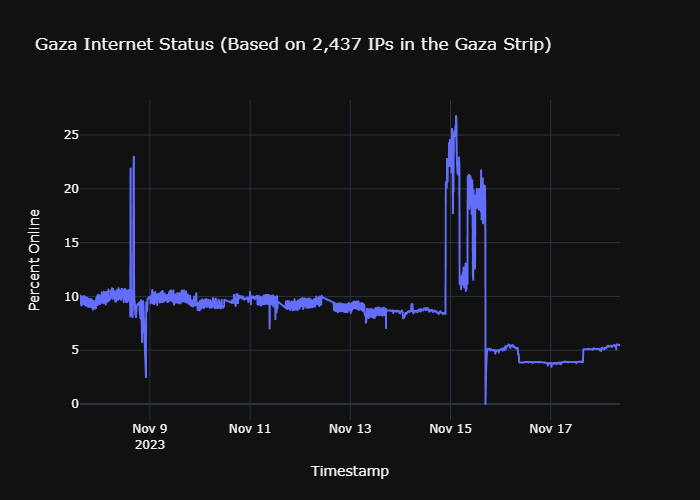 Gaza Internet Status (Based on 2,437 IPs in the Gaza Strip)
Percent Online
25
20
15
10
5
0
Nov 9
2023
Nov 11
Nov 13
Nov 15
Nov 17
Timestamp